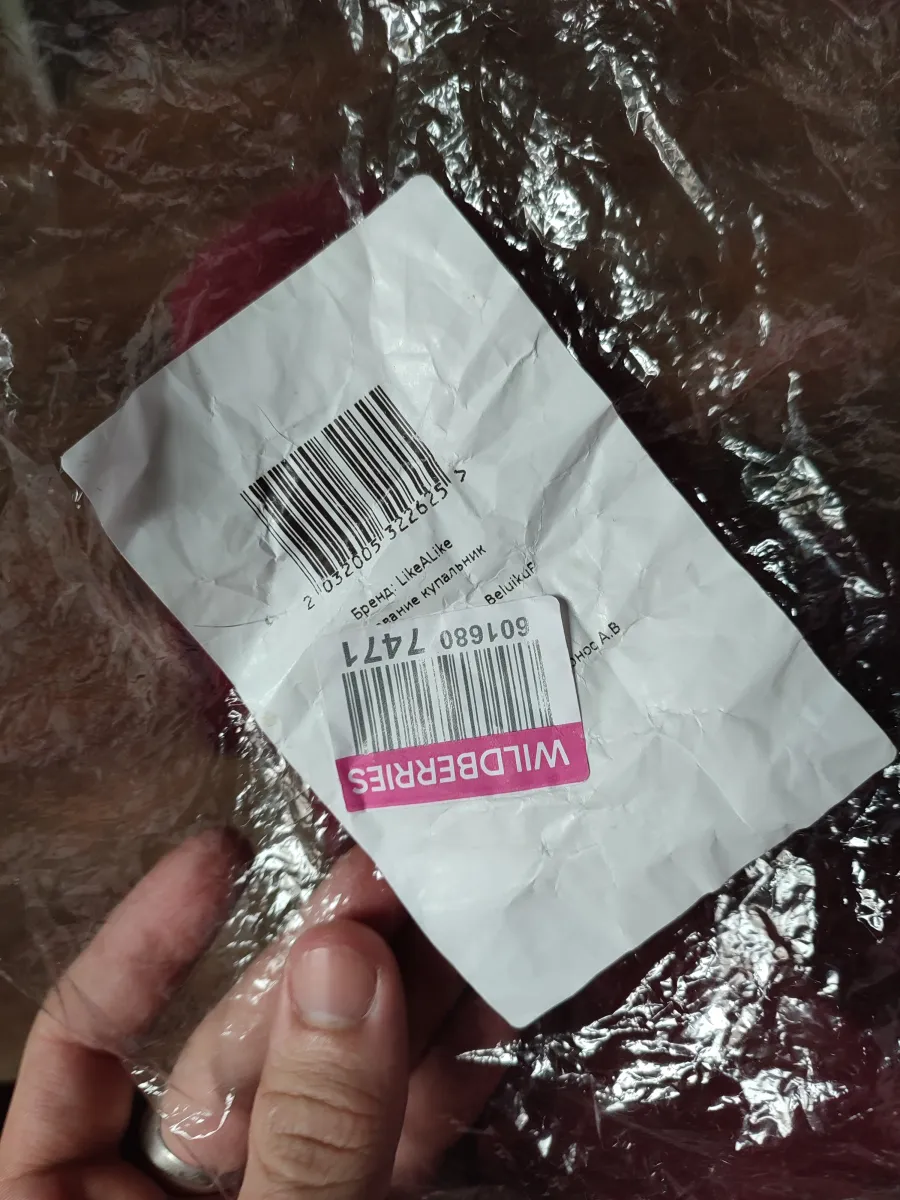 2 032005 322625 >
Бренд: LikeALike
купальник
A.B
601680 7471
WILDBERRIES